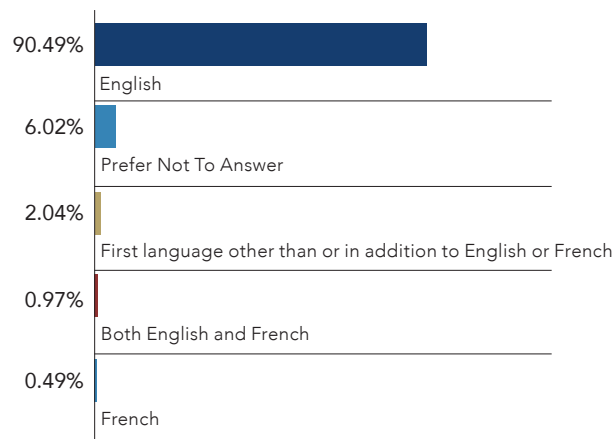 90.49%
English
6.02%
Prefer Not To Answer
2.04%
First language other than or in addition to English or French
0.97%
Both English and French
0.49%
French